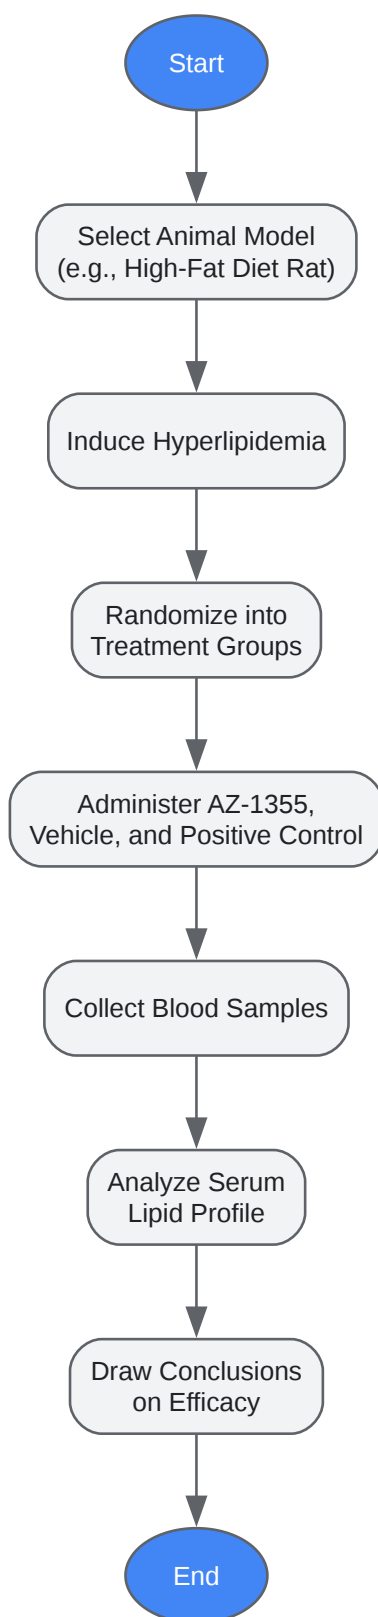 Start
Select Animal Model
(e.g., High-Fat Diet Rat)
Induce Hyperlipidemia
Randomize into
Treatment Groups
Administer AZ-1355,
Vehicle, and Positive Control
Collect Blood Samples
Analyze Serum
Lipid Profile
Draw Conclusions
on Efficacy
End